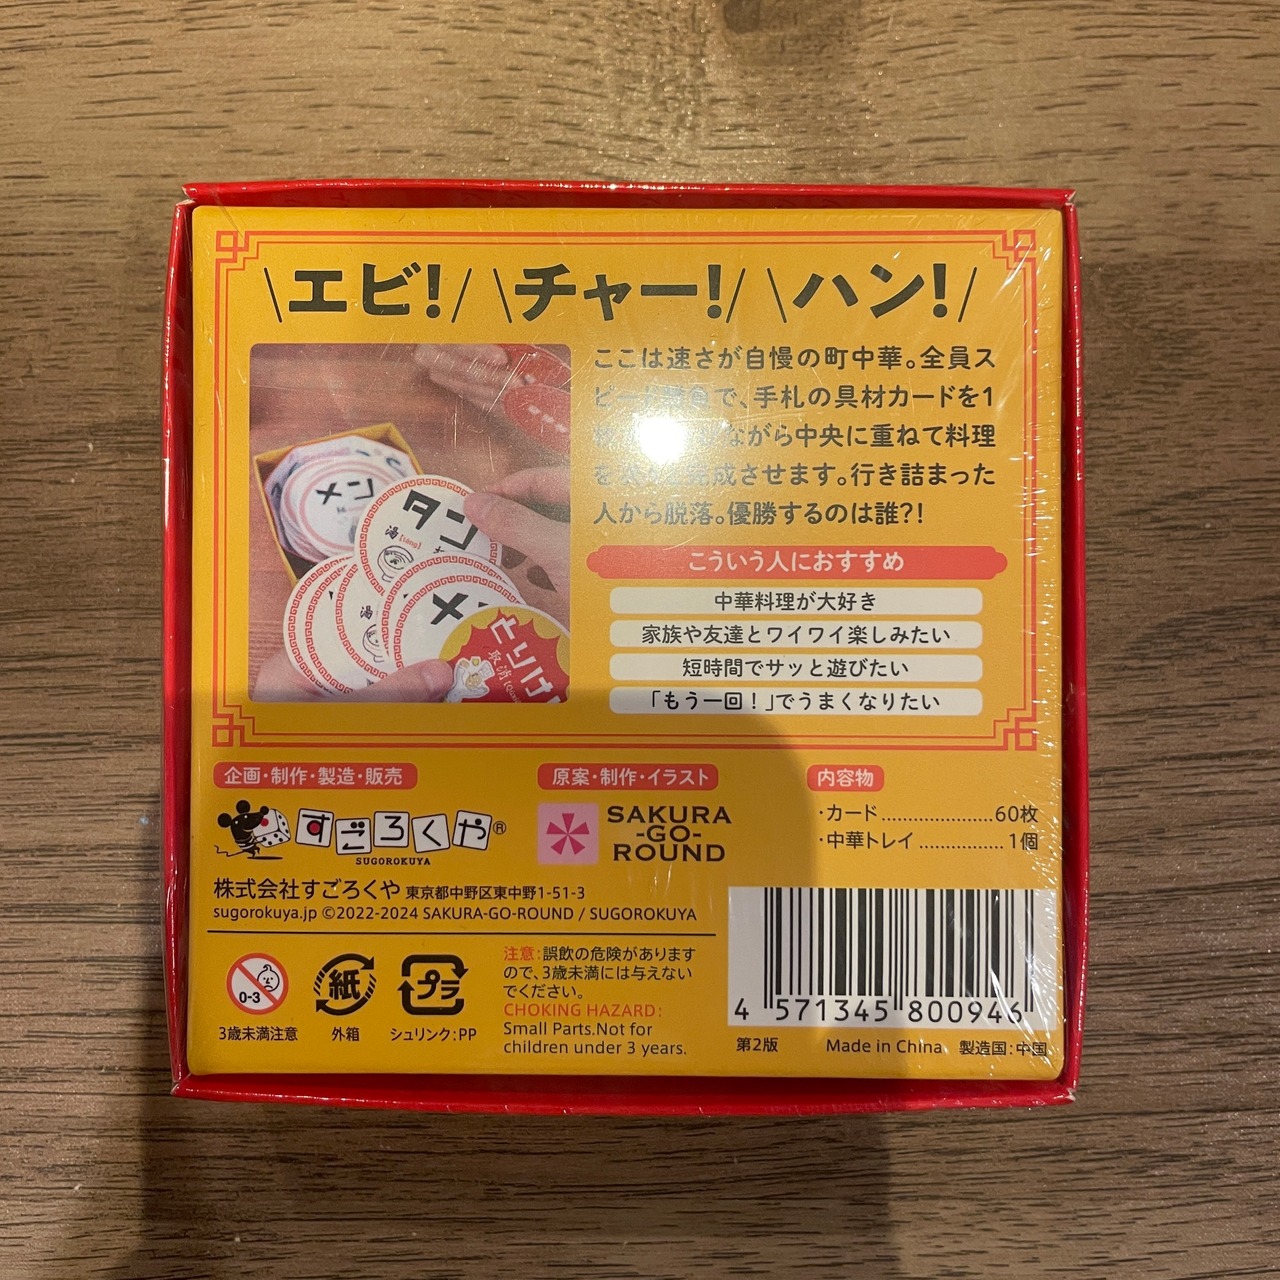 エビ! チャー! ハン!
ここは速さが自慢の町中華。全員ス
で、手札の具材カードを1
ながら中央に重ねて料理
を 完成させます。行き詰まった
人から脱落。優勝するのは誰?!
メン
タン
湯[tang]
湯
メ
とりけ
取消
こういう人におすすめ
中華料理が大好き
家族や友達とワイワイ楽しみたい
短時間でサッと遊びたい
「もう一回!」でうまくなりたい
企画・制作・製造・販売
すごろくや®
SUGOROKUYA
原案・制作・イラスト
SAKURA
-GO-
ROUND
内容物
・カード......................60枚
・中華トレイ................1個
株式会社すごろくや 東京都中野区東中野1-51-3
sugorokuya.jp ©2022-2024 SAKURA-GO-ROUND / SUGOROKUYA
0-3
3歳未満注意
紙
外箱
プラ
シュリンク:PP
注意:誤飲の危険があります
ので、3歳未満には与えない
でください。
CHOKING HAZARD:
Small Parts.Not for
children under 3 years.
4 571345 800946
第2版
Made in China 製造国:中国